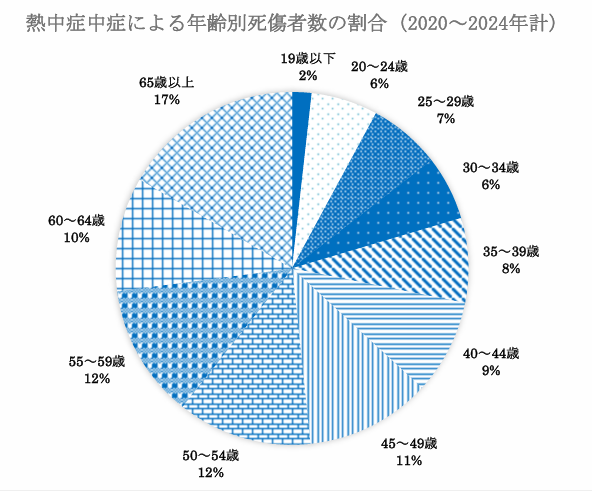 熱中症中症による年齢別死傷者数の割合（2020～2024年計）
19歳以下
2%
20～24歳
6%
25～29歳
7%
30～34歳
6%
35～39歳
8%
40～44歳
9%
45～49歳
11%
50～54歳
12%
55～59歳
12%
60～64歳
10%
65歳以上
17%